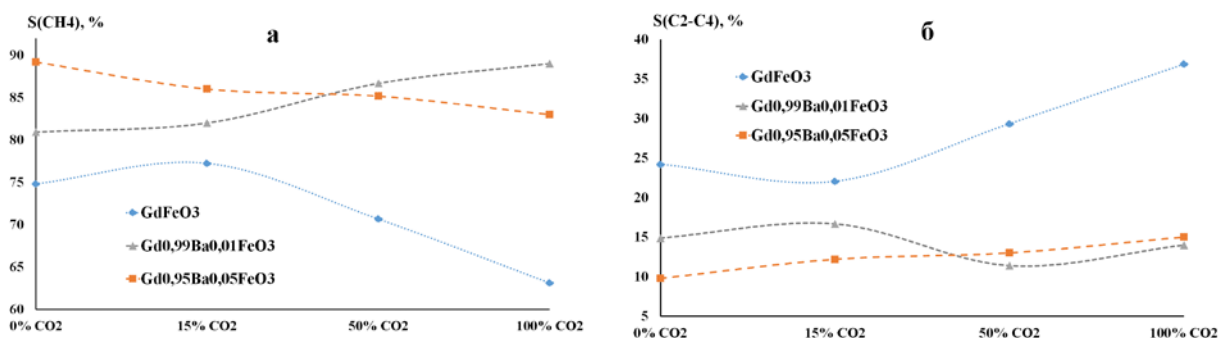 S(CH4), %
а
90
85
80
75
70
65
60
GdFeO3
Gd0,99Ba0,01FeO3
Gd0,95Ba0,05FeO3
0% CO2
15% CO2
50% CO2
100% CO2
S(C2-C4), %
б
40
35
30
25
20
15
10
5
GdFeO3
Gd0,99Ba0,01FeO3
Gd0,95Ba0,05FeO3
0% CO2
15% CO2
50% CO2
100% CO2